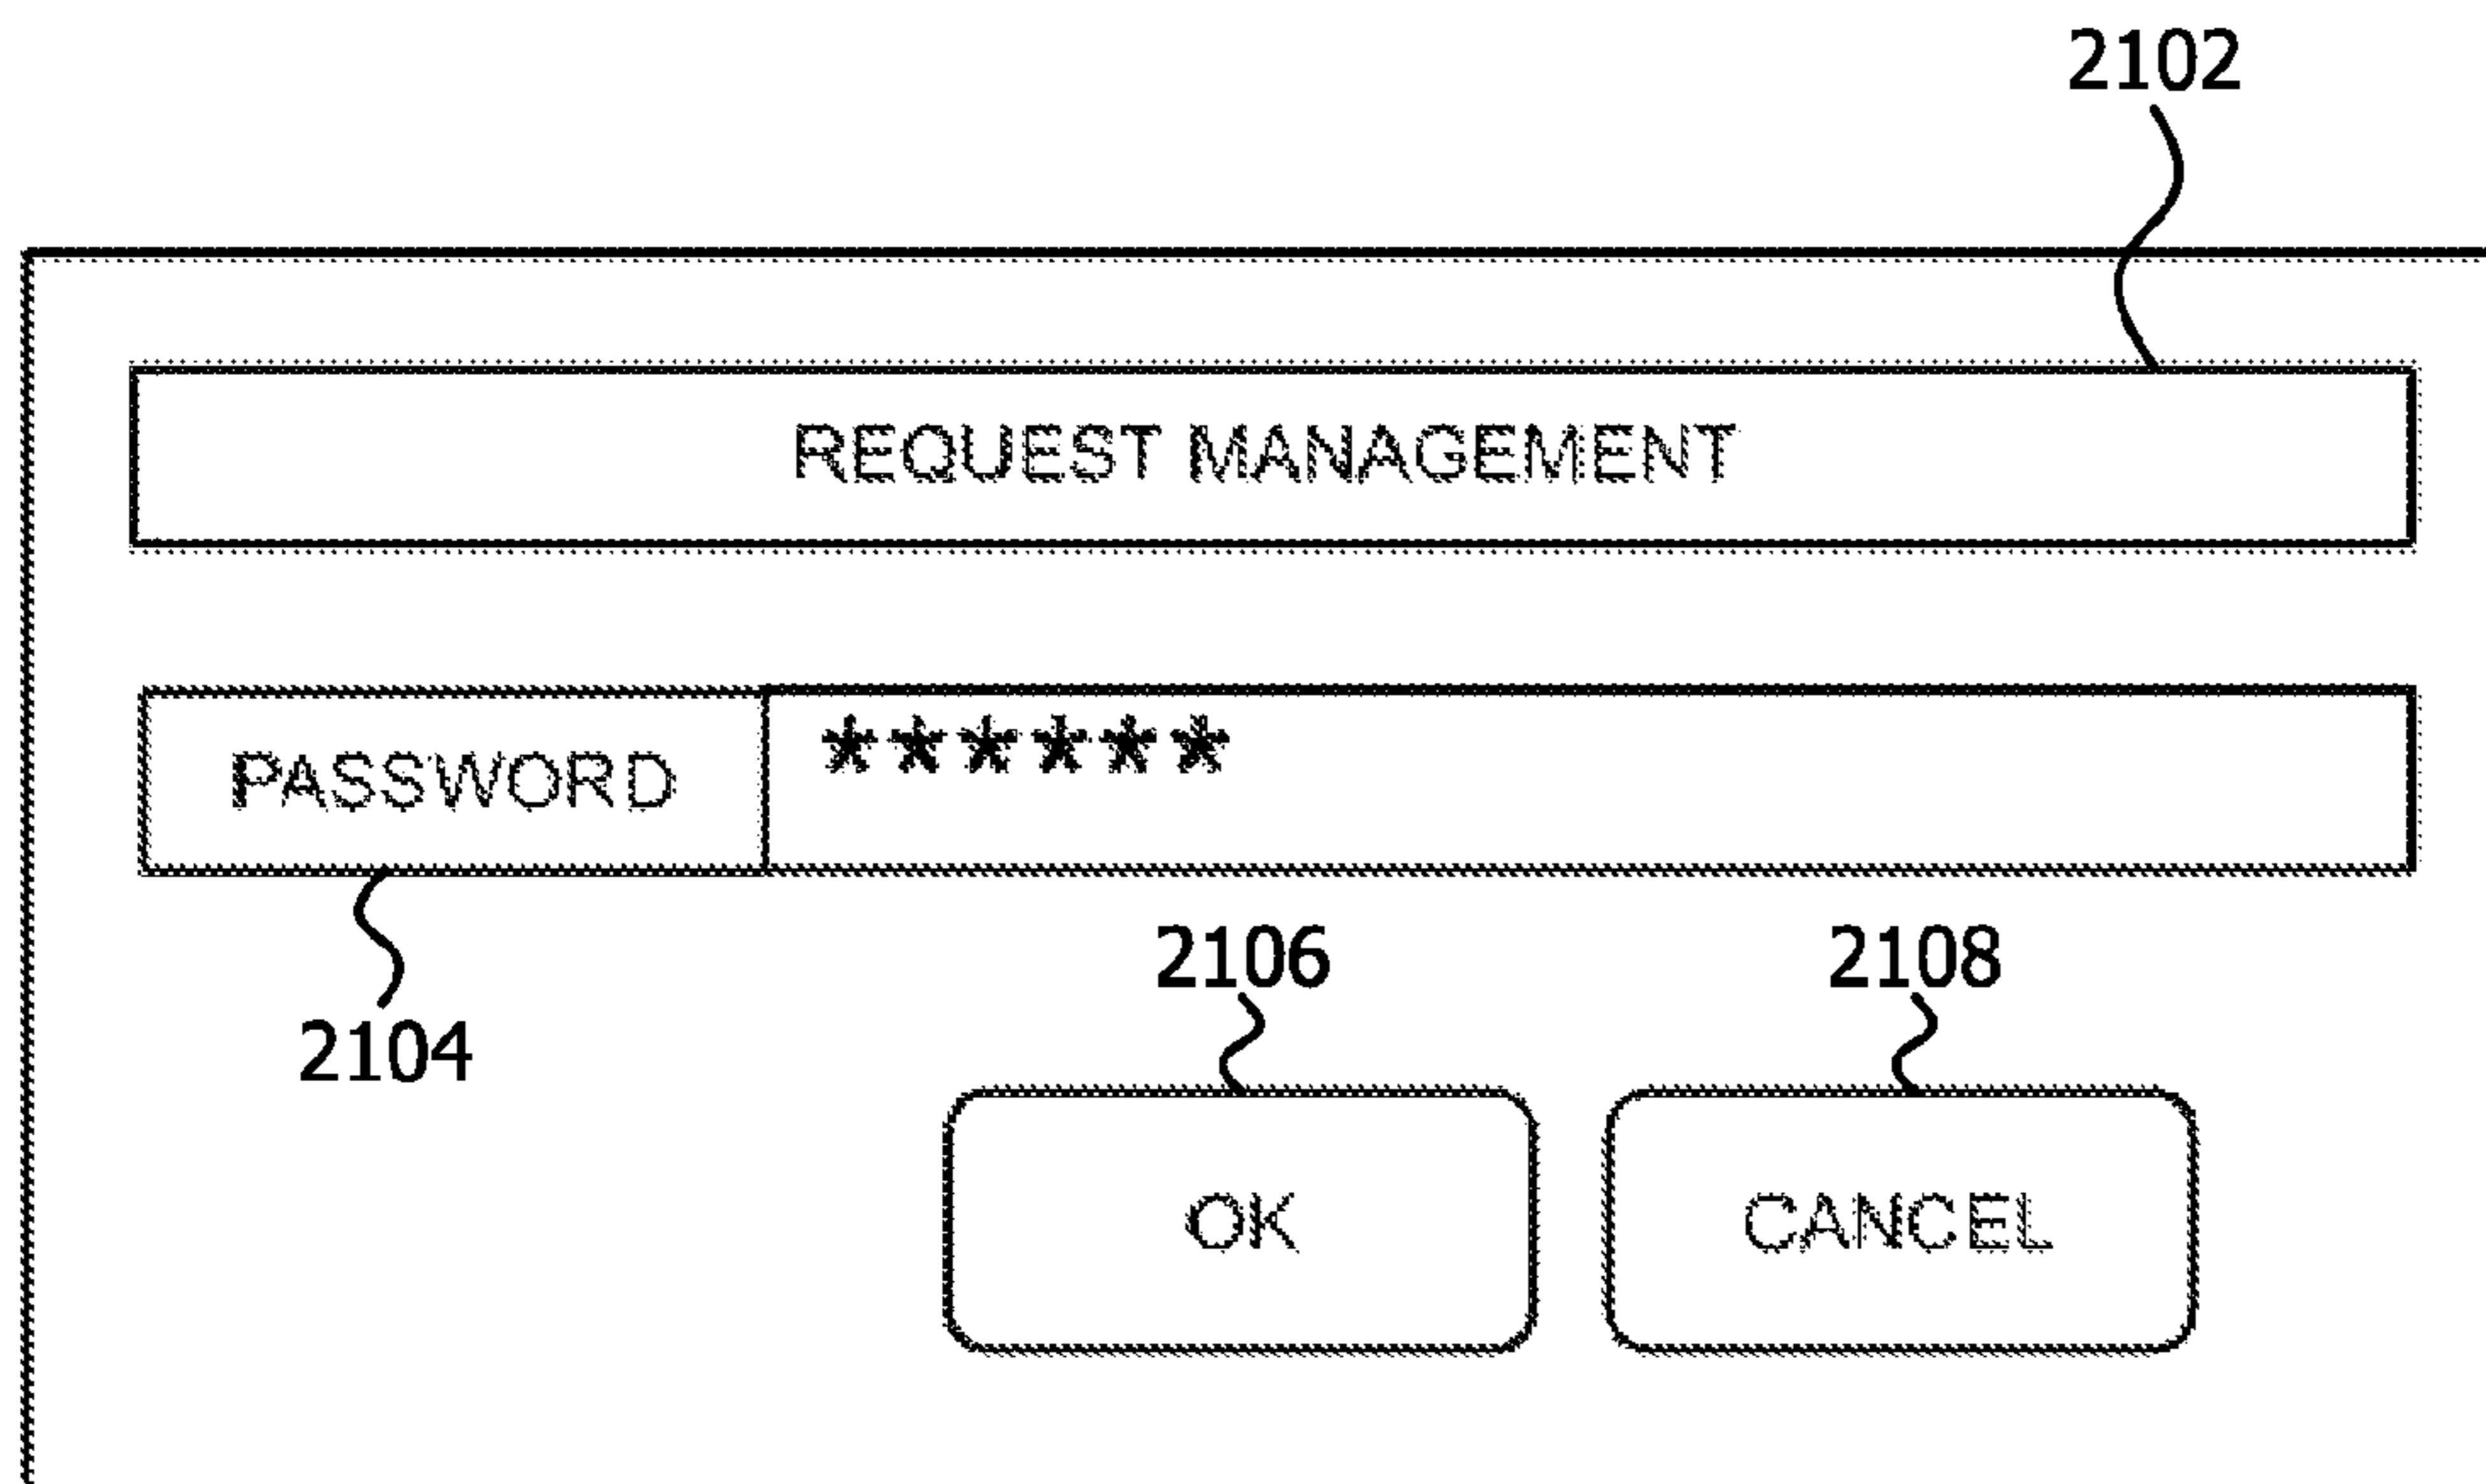 2102
REQUEST MANAGEMENT
PASSWORD ******
2104
2106 2108
OK CANCEL